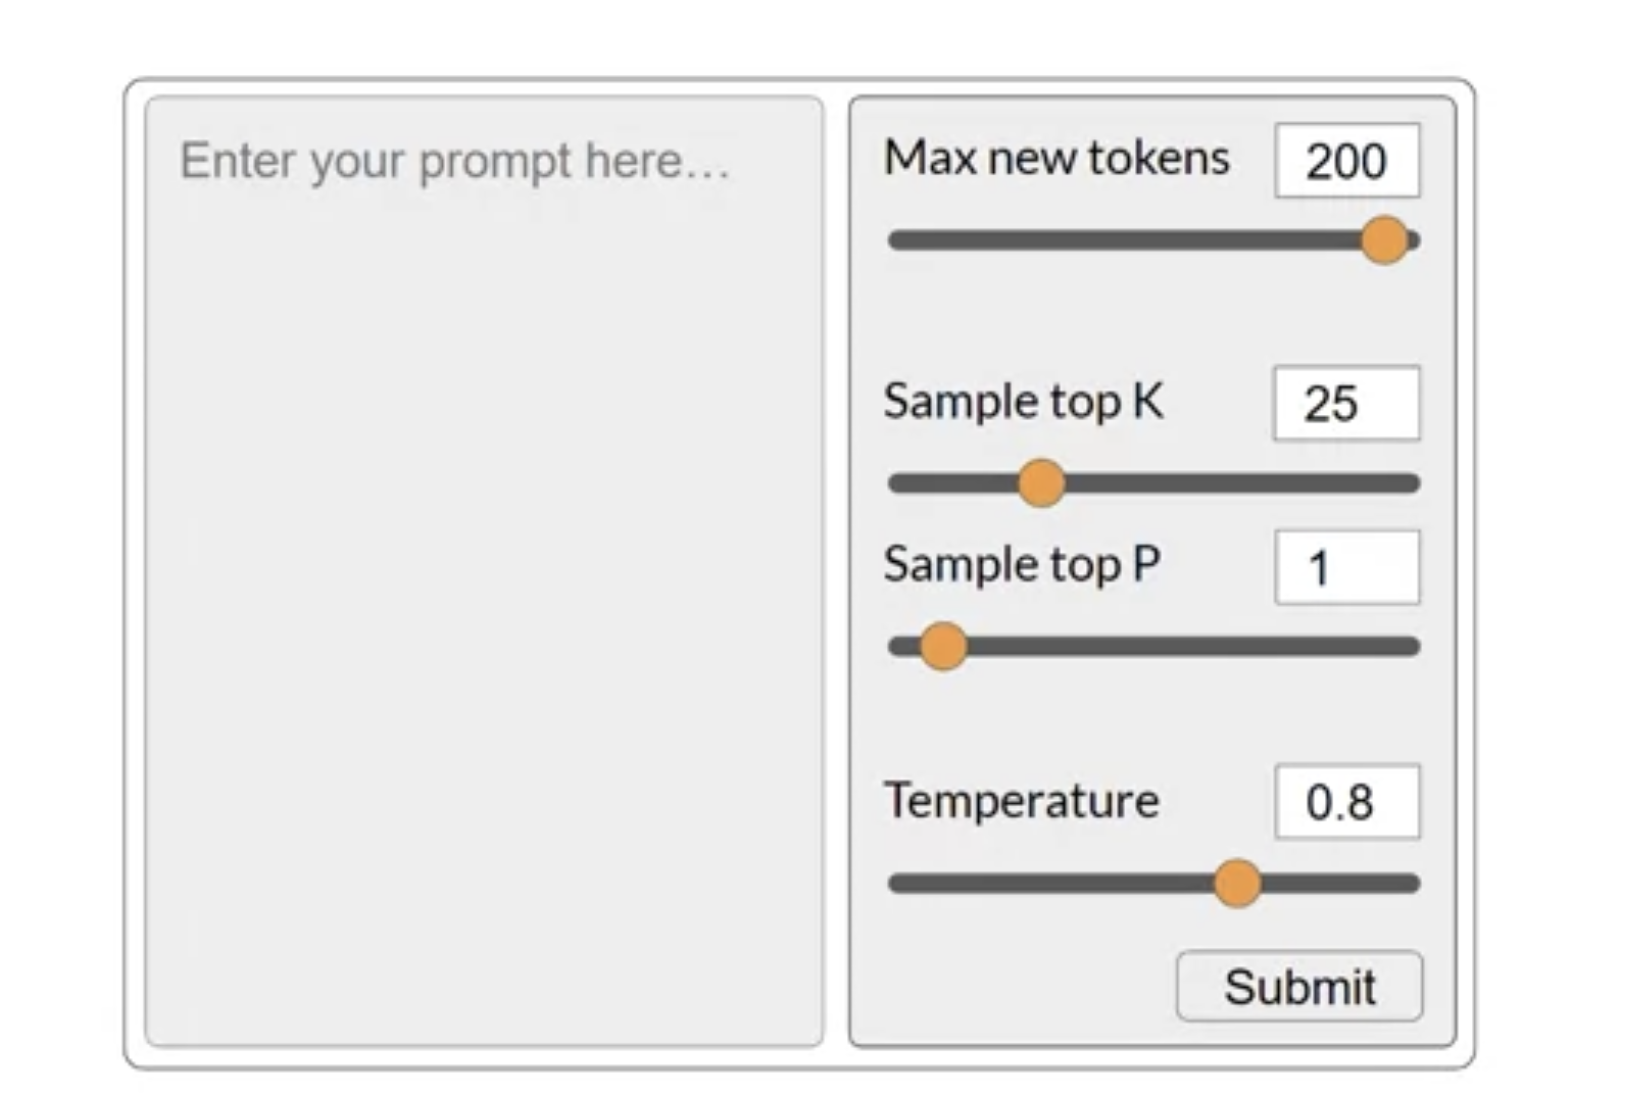 Enter your prompt here...
Max new tokens 200
Sample top K 25
Sample top P 1
Temperature 0.8
Submit